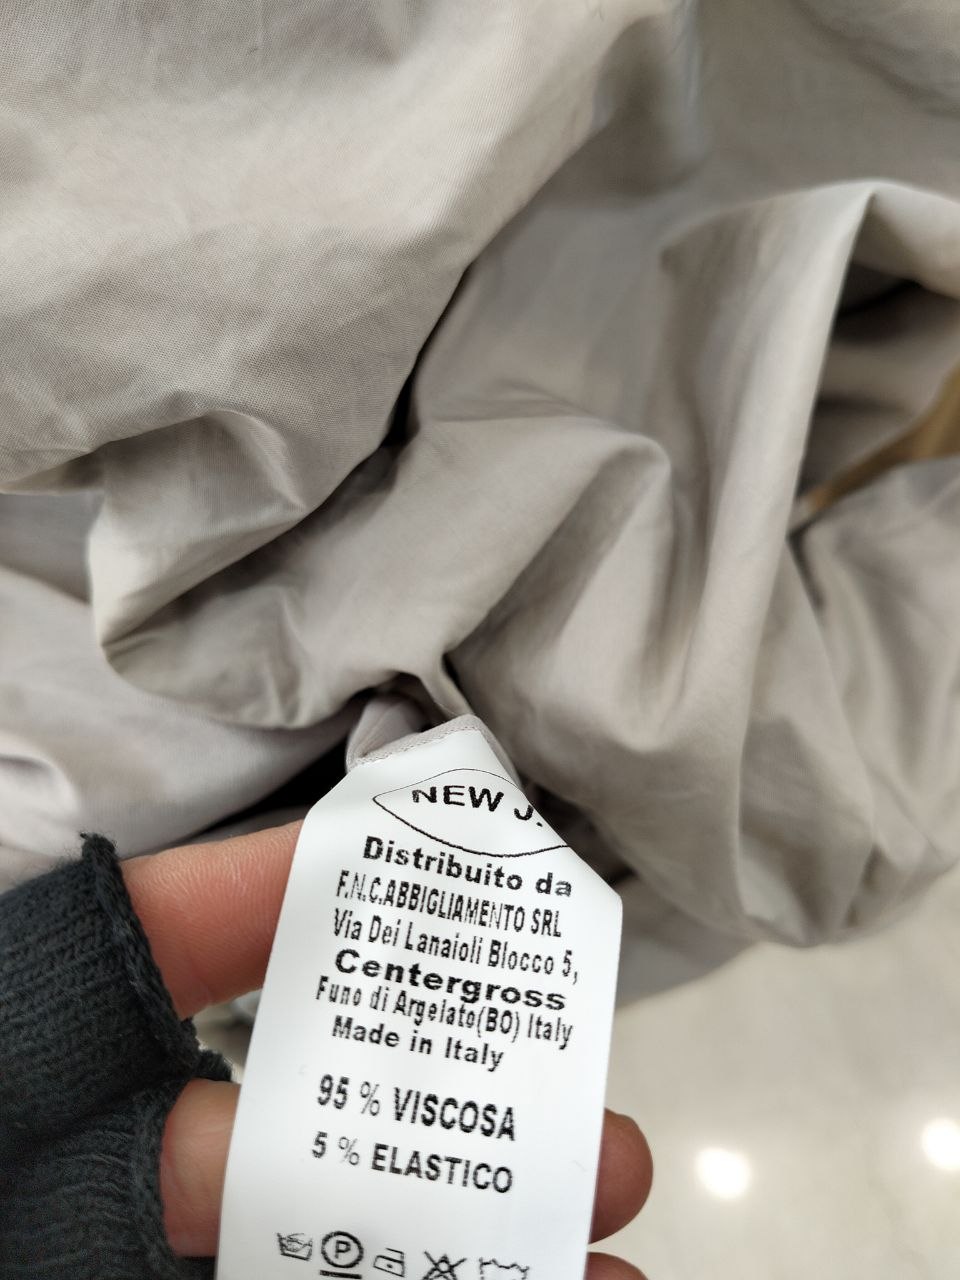 NEW J.
Distribuito da
F.N.C.ABBIGLIAMENTO SRL
Via Dei Lanaioli Blocco 5,
Centergross
Funo di Argelato(BO) Italy
Made in Italy
95 % VISCOSA
5 % ELASTICO
P